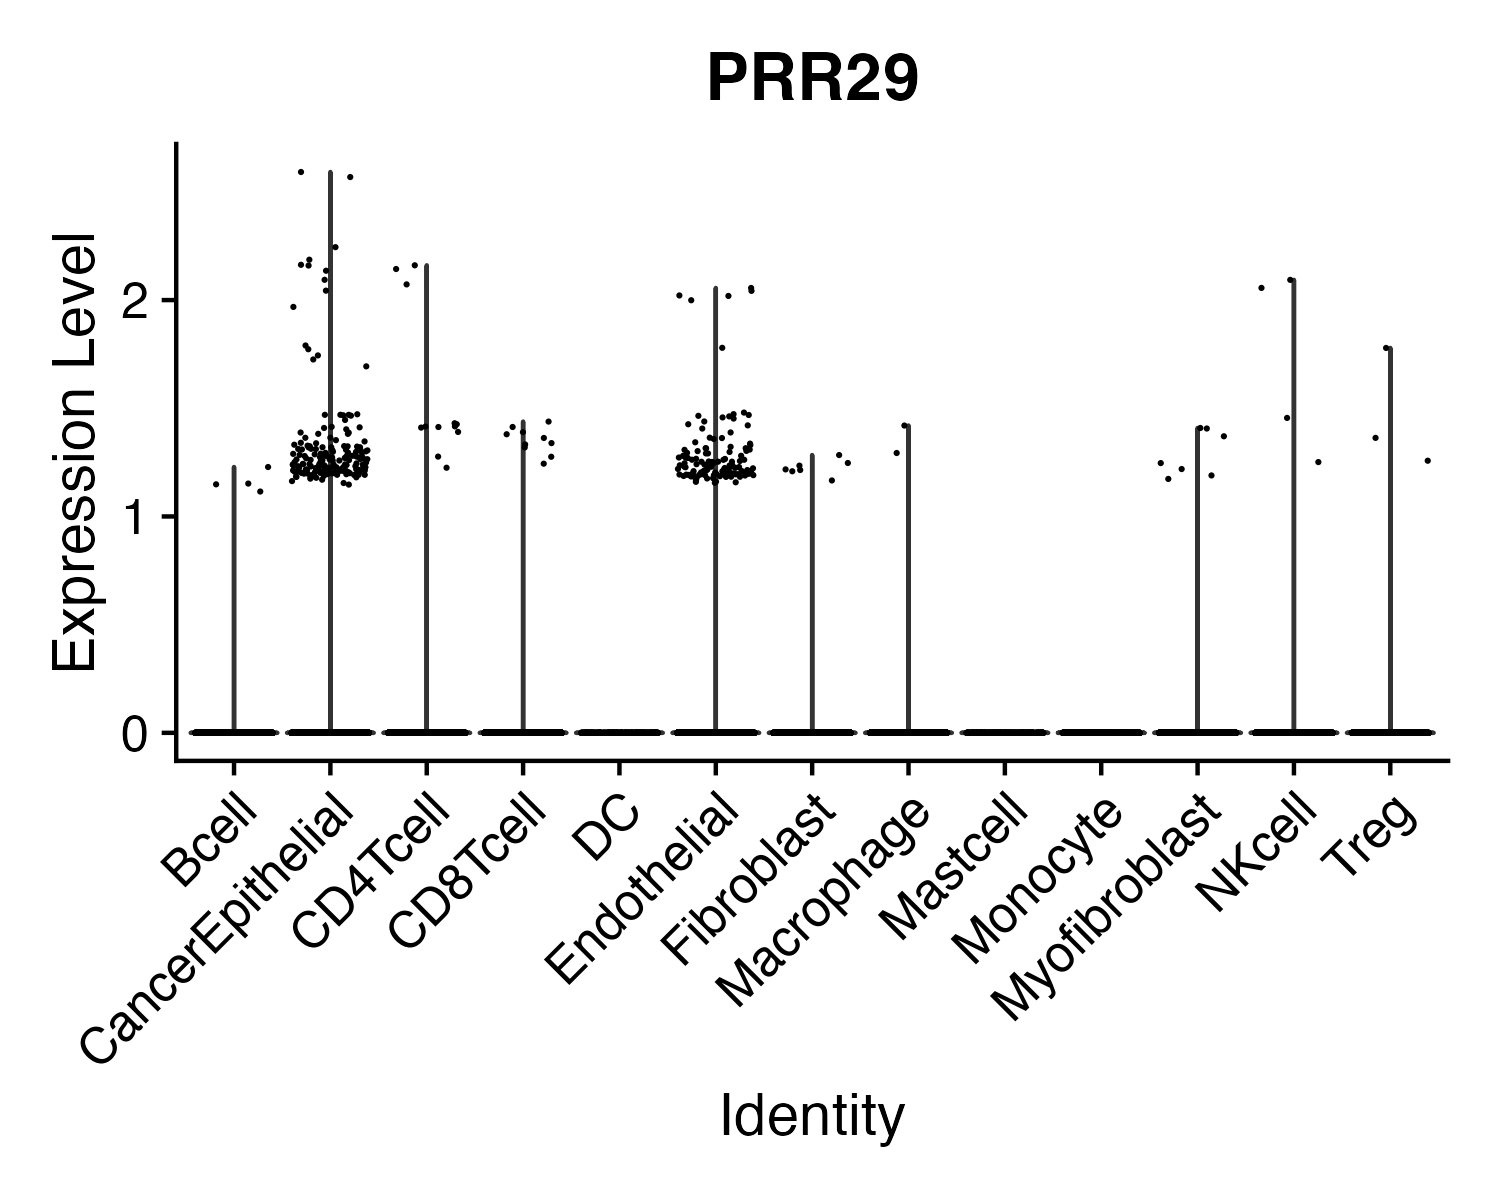 PRR29
Expression Level
2
1
0
Bcell
CancerEpithelial
CD4Tcell
CD8Tcell
DC
Endothelial
Fibroblast
Macrophage
Mastcell
Monocyte
Myofibroblast
NKcell
Treg
Identity